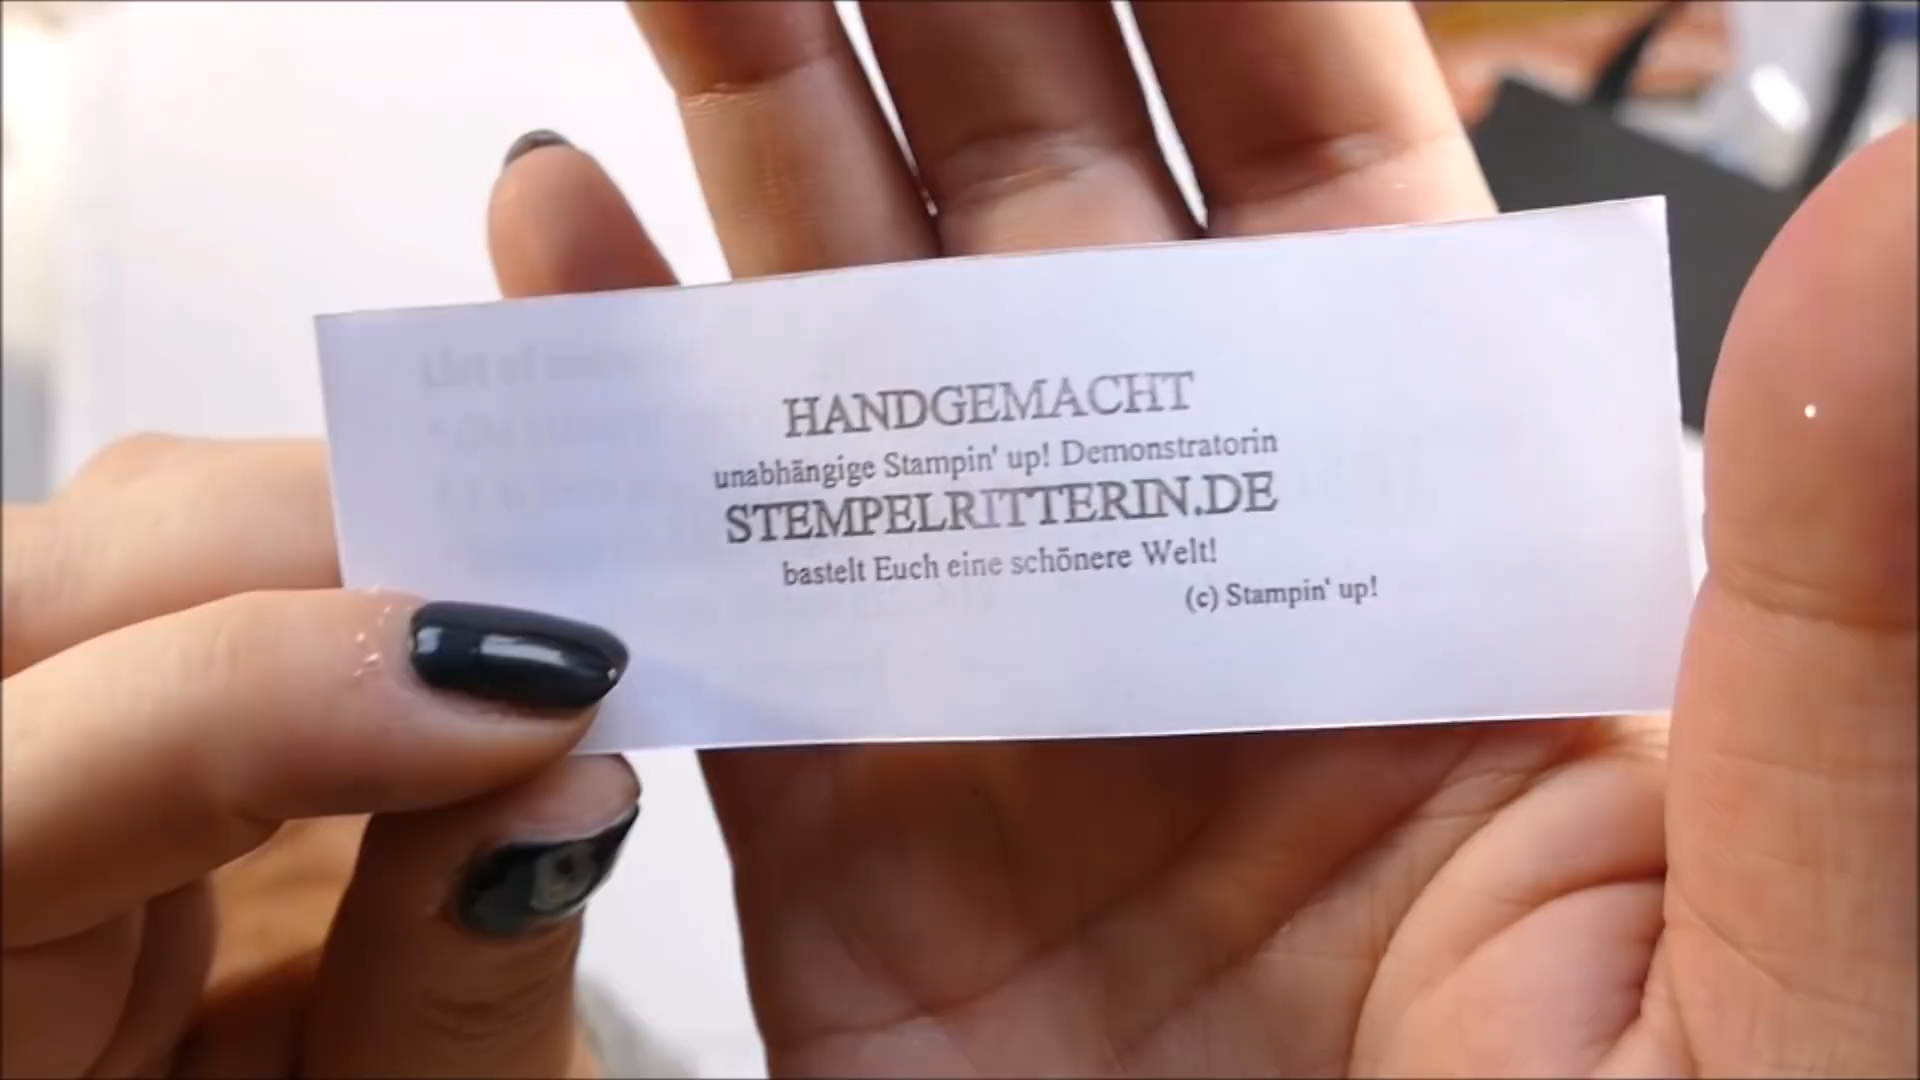 HANDGEMACHT
unabhängige Stampin' up! Demonstratorin
STEMPELRITTERIN.DE
bastelt Euch eine schönere Welt!
(c) Stampin' up!